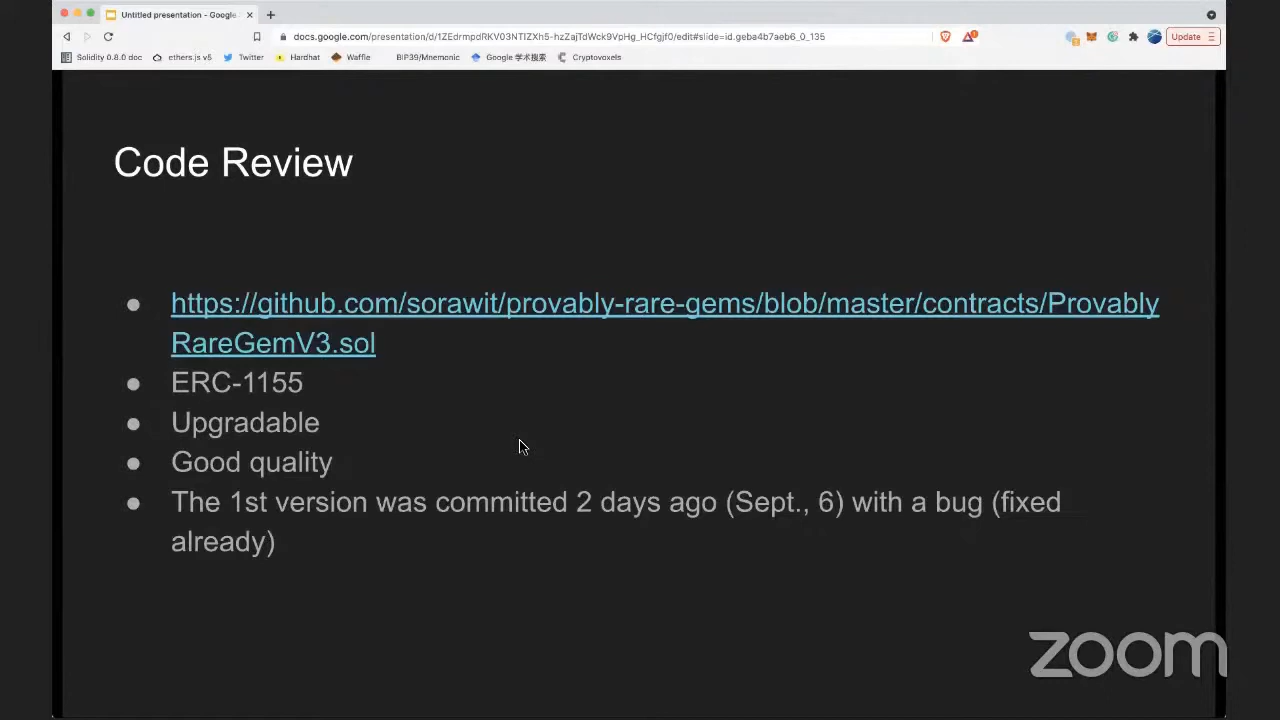 Untitled presentation - Google
docs.google.com/presentation/d/1ZEdrmpdRKV03NTIZXh5-hzZajTdWck9VpHg_HCfgjf0/edit#slide=id.geba4b7aeb6_0_135
Update
Solidity 0.8.0 doc ethers.js v5 Twitter Hardhat Waffle BIP39/Mnemonic Google 学术搜索 Cryptovoxels
Code Review
● https://github.com/sorawit/provably-rare-gems/blob/master/contracts/Provably
RareGemV3.sol
● ERC-1155
● Upgradable
● Good quality
● The 1st version was committed 2 days ago (Sept., 6) with a bug (fixed
already)
zoom